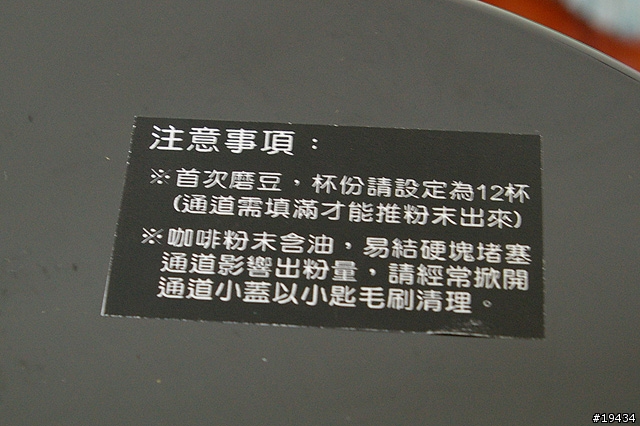 注意事項：
※首次磨豆，杯份請設定為12杯
(通道需填滿才能推粉末出來)
※咖啡粉末含油，易結硬塊堵塞
通道影響出粉量，請經常掀開
通道小蓋以小匙毛刷清理。
#19434